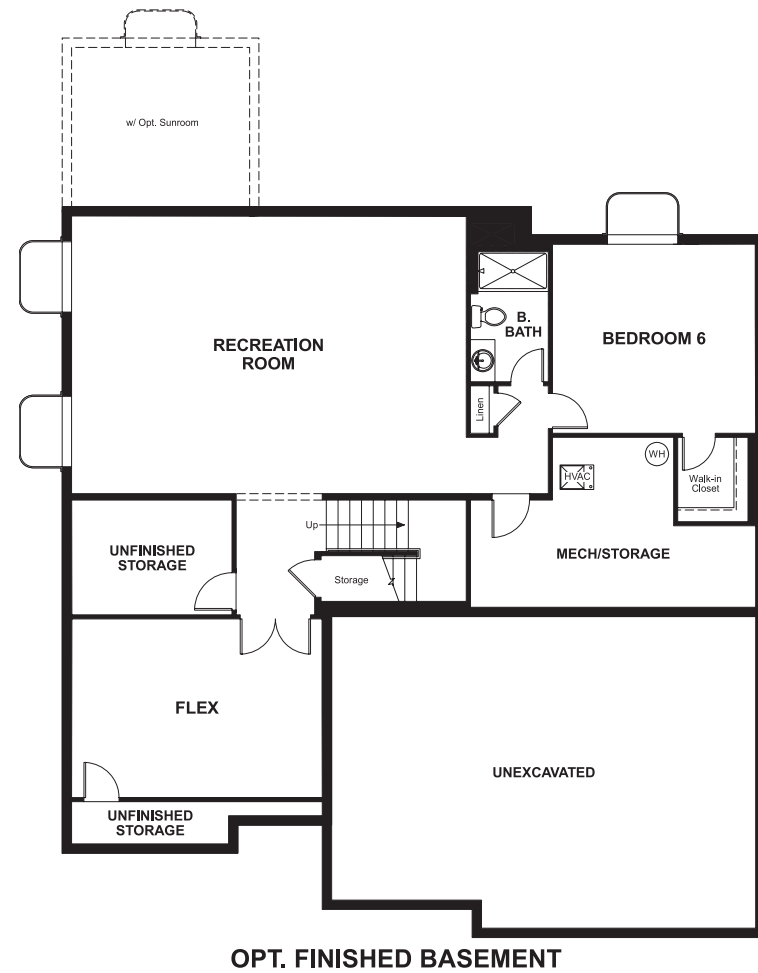 w/ Opt. Sunroom
RECREATION
ROOM
B.
BATH
BEDROOM 6
Linen
WH
HVAC
Walk-in
Closet
Up
UNFINISHED
STORAGE
MECH/STORAGE
Storage
FLEX
UNEXCAVATED
UNFINISHED
STORAGE
OPT. FINISHED BASEMENT